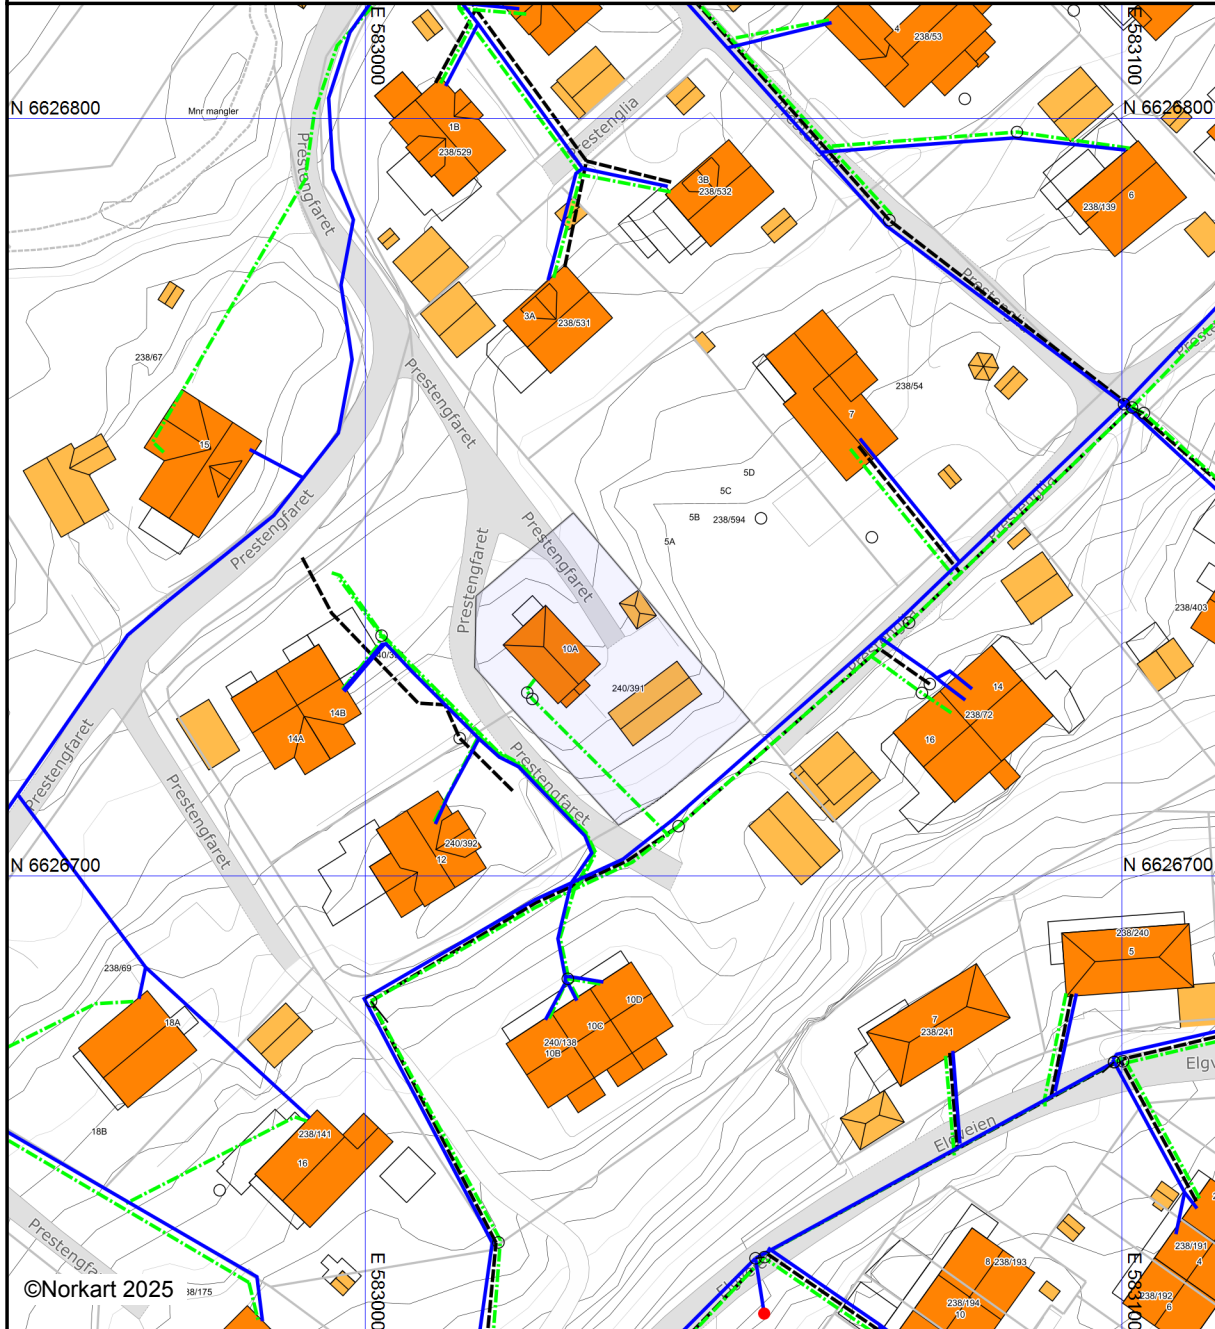 E 583000
E 583100
N 6626800
N 6626800
Mnr mangler
4
238/53
1B
238/529
Prestengfaret
restenglia
3B
238/532
238/139
6
3A
238/531
238/67
Prestengfaret
238/54
7
15
5D
5C
5B
238/594
5A
Prestengfaret
Prestengfaret
Prestengfaret
10A
240/391
238/403
14B
14A
14
238/72
16
Prestengfaret
Prestengfaret
Prestengfaret
12
240/392
N 6626700
N 6626700
238/69
18A
10D
10C
240/138
10B
238/240
5
7
238/241
Elgveien
18B
238/141
16
Prestengfa
E 583000
E 583100
8 238/193
238/194
10
238/191
4
238/192
6
©Norkart 2025